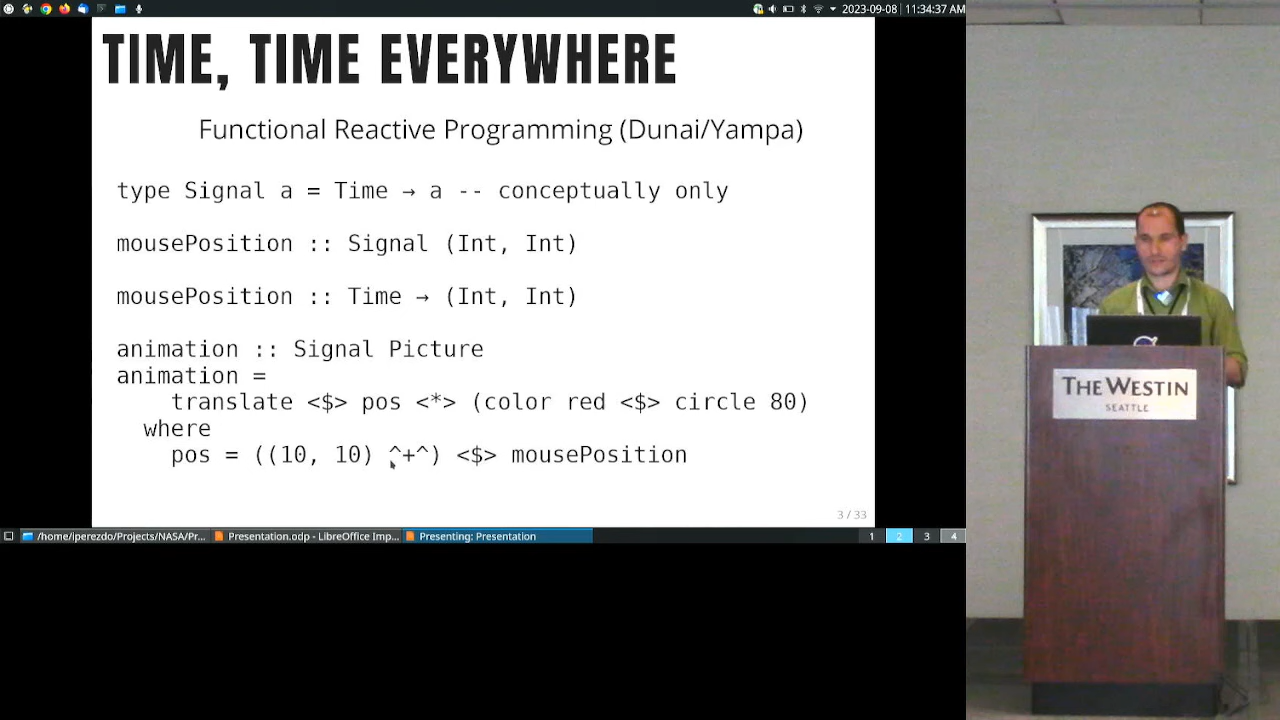 2023-09-08 11:34:37 AM
TIME, TIME EVERYWHERE
Functional Reactive Programming (Dunai/Yampa)
type Signal a = Time → a -- conceptually only
mousePosition :: Signal (Int, Int)
mousePosition :: Time → (Int, Int)
animation :: Signal Picture
animation =
translate <$> pos <*> (color red <$> circle 80)
where
pos = ((10, 10) ^+^) <$> mousePosition
3 / 33
/home/iperezdo/Projects/NASA/Pr... Presentation.odp - LibreOffice Imp... Presenting: Presentation 1 2 3 4
THE WESTIN
SEATTLE